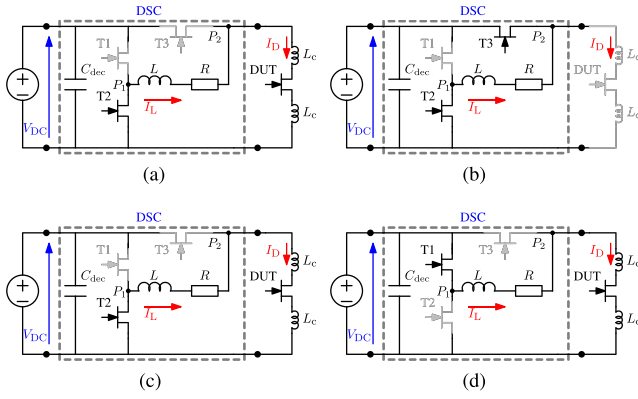 DSC
T1
T3
P2
ID
Lc
Cdec
P1
L
R
DUT
T2
IL
Lc
VDC
(a)
DSC
T1
T3
P2
ID
Lc
Cdec
P1
L
R
DUT
T2
IL
Lc
VDC
(b)
DSC
T1
T3
P2
ID
Lc
Cdec
P1
L
R
DUT
T2
IL
Lc
VDC
(c)
DSC
T1
T3
P2
ID
Lc
Cdec
P1
L
R
DUT
T2
IL
Lc
VDC
(d)